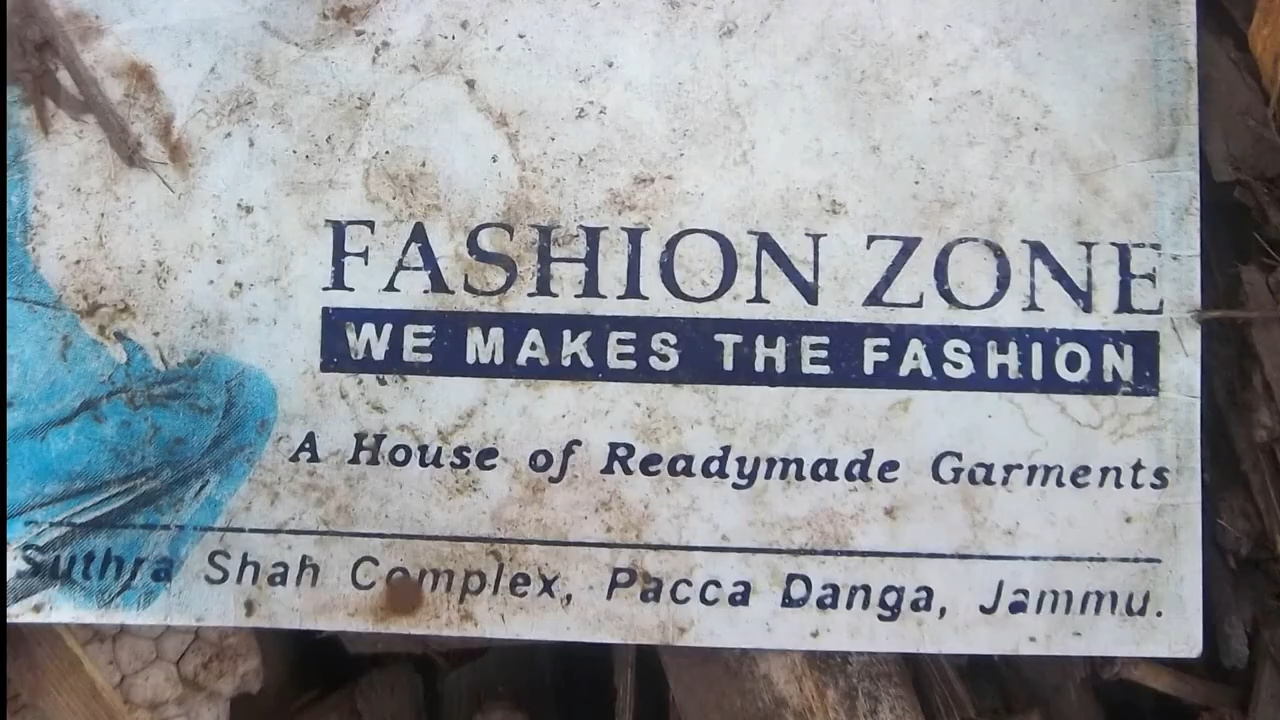 FASHION ZONE
WE MAKES THE FASHION
A House of Readymade Garments
Suthra Shah Complex, Pacca Danga, Jammu.